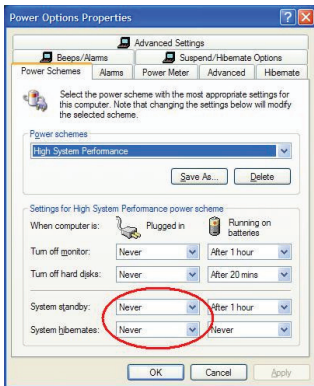 Power Options Properties
Advanced Settings
Beeps/Alarms Suspend/Hibernate Options
Power Schemes Alarms Power Meter Advanced Hibernate
Select the power scheme with the most appropriate settings for
this computer. Note that changing the settings below will modify
the selected scheme.
Power schemes
High System Performance
Save As... Delete
Settings for High System Performance power scheme
When computer is: Plugged in Running on
batteries
Turn off monitor: Never After 1 hour
Turn off hard disks: Never After 20 mins
System standby: Never After 1 hour
System hibernates: Never Never
OK Cancel Apply